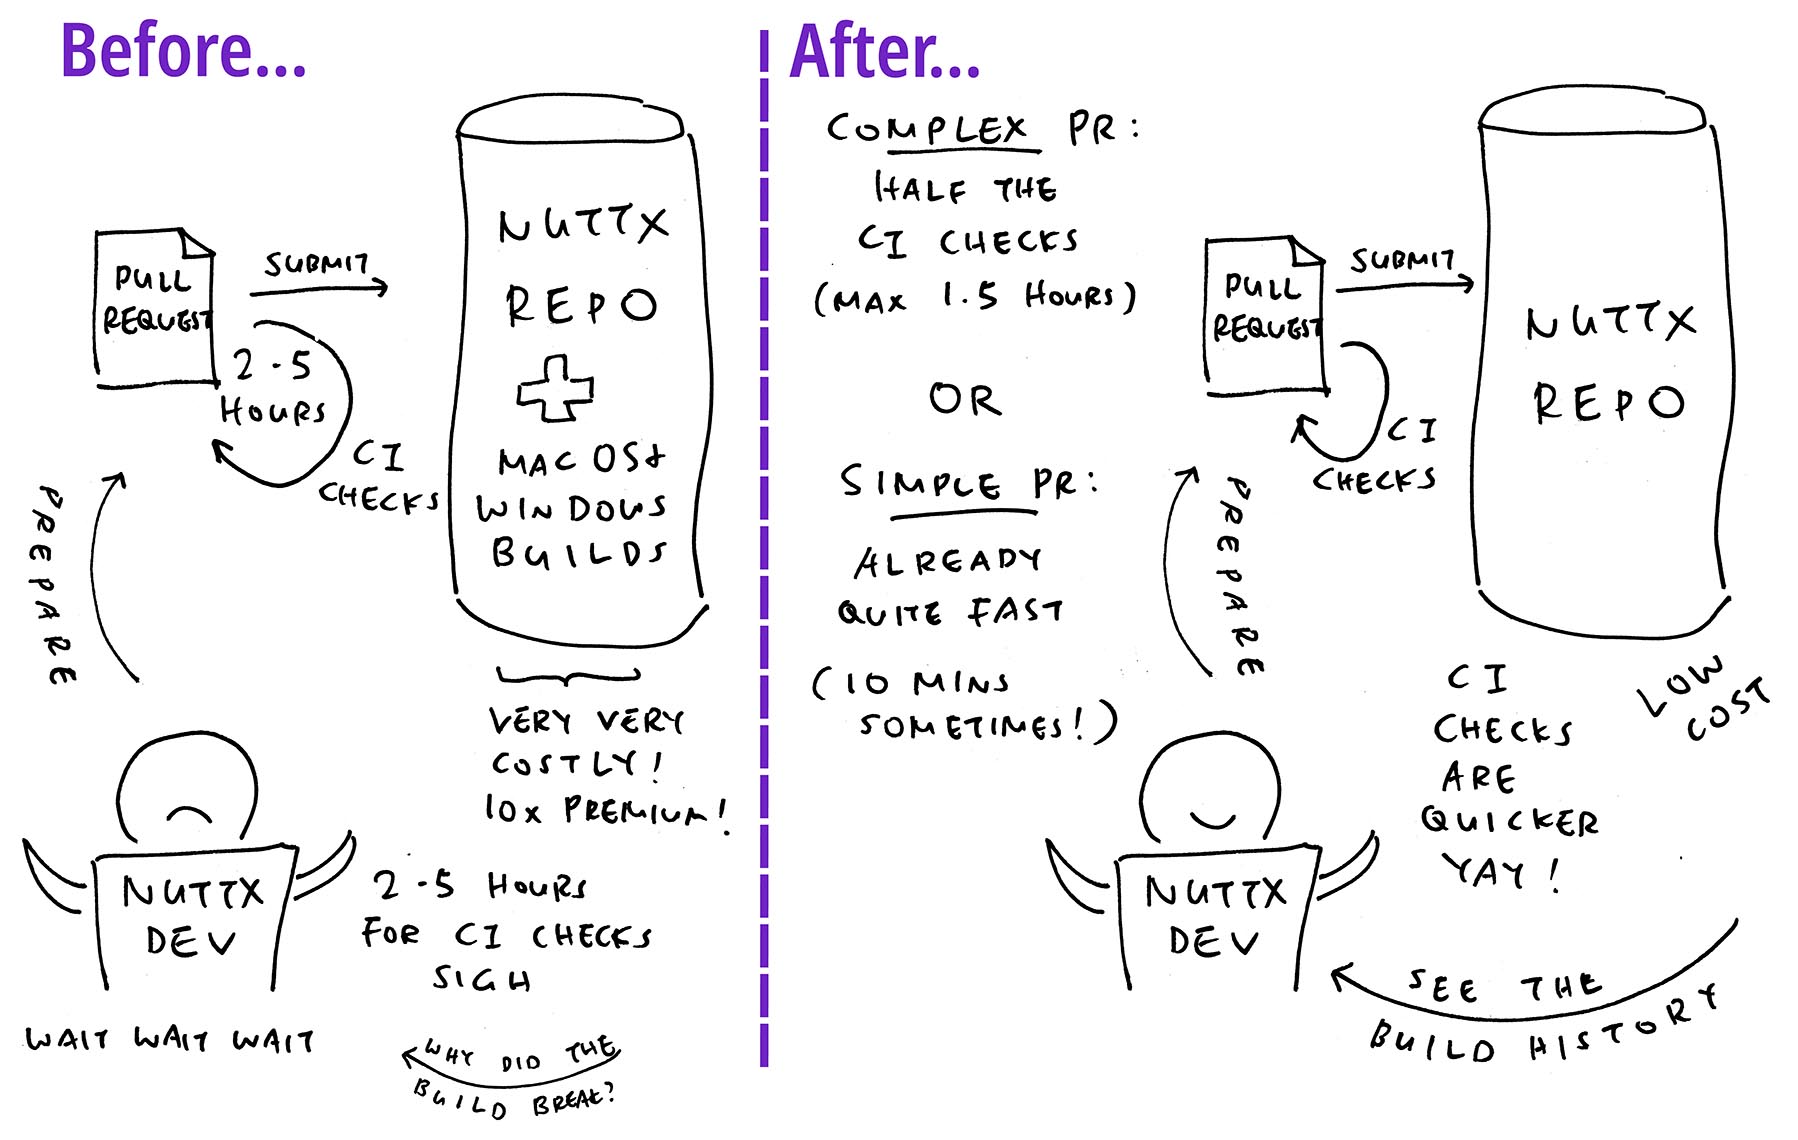 Before...
NUTTX
REPO
MACOS &
WINDOWS
BUILDS
PULL
REQUEST
SUBMIT
2-5
HOURS
CI
CHECKS
PREPARE
VERY VERY
COSTLY!
10x PREMIUM!
NUTTX
DEV
2-5 HOURS
FOR CI CHECKS
SIGH
WAIT WAIT WAIT
WHY DID THE
BUILD BREAK?
After...
COMPLEX PR:
HALF THE
CI CHECKS
(MAX 1.5 HOURS)
OR
SIMPLE PR:
ALREADY
QUITE FAST
(10 MINS
SOMETIMES!)
PULL
REQUEST
SUBMIT
CI
CHECKS
PREPARE
NUTTX
REPO
LOW
COST
CI
CHECKS
ARE
QUICKER
YAY!
NUTTX
DEV
SEE THE
BUILD HISTORY